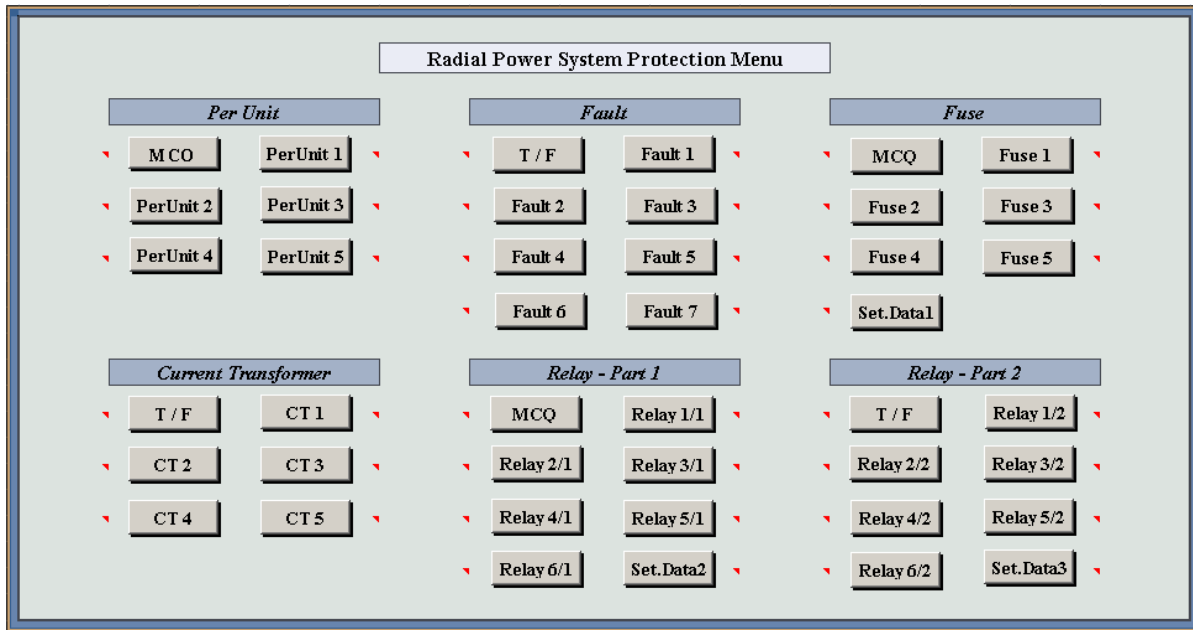 Radial Power System Protection Menu
Per Unit
MCO PerUnit 1
PerUnit 2 PerUnit 3
PerUnit 4 PerUnit 5
Fault
T / F Fault 1
Fault 2 Fault 3
Fault 4 Fault 5
Fault 6 Fault 7
Fuse
MCQ Fuse 1
Fuse 2 Fuse 3
Fuse 4 Fuse 5
Set.Data1
Current Transformer
T / F CT 1
CT 2 CT 3
CT 4 CT 5
Relay - Part 1
MCQ Relay 1/1
Relay 2/1 Relay 3/1
Relay 4/1 Relay 5/1
Relay 6/1 Set.Data2
Relay - Part 2
T / F Relay 1/2
Relay 2/2 Relay 3/2
Relay 4/2 Relay 5/2
Relay 6/2 Set.Data3